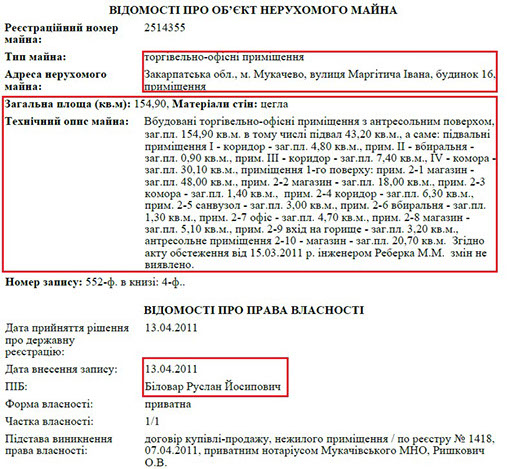 ВІДОМОСТІ ПРО ОБ’ЄКТ НЕРУХОМОГО МАЙНА
Реєстраційний номер 2514355
майна:
Тип майна: торгівельно-офісні приміщення
Адреса нерухомого Закарпатська обл., м. Мукачево, вулиця Маргітича Івана, будинок 16,
майна: приміщення
Загальна площа (кв.м): 154,90, Матеріали стін: цегла
Технічний опис майна: Вбудовані торгівельно-офісні приміщення з антресольним поверхом,
заг.пл. 154,90 кв.м. в тому числі підвал 43,20 кв.м., а саме: підвальні
приміщення I - коридор - заг.пл. 4,80 кв.м., прим. II - вбиральня -
заг.пл. 0,90 кв.м., прим. III - коридор - заг.пл. 7,40 кв.м., IV - комора -
заг.пл. 30,10 кв.м., приміщення 1-го поверху: прим. 2-1 магазин -
заг.пл. 48,00 кв.м., прим. 2-2 магазин - заг.пл. 18,00 кв.м., прим. 2-3
комора - заг.пл. 1,40 кв.м., прим. 2-4 коридор - заг.пл. 6,30 кв.м.,
прим. 2-5 санвузол - заг.пл. 3,00 кв.м., прим. 2-6 вбиральня - заг.пл.
1,30 кв.м., прим. 2-7 офіс - заг.пл. 4,70 кв.м., прим. 2-8 магазин -
заг.пл. 5,10 кв.м., прим. 2-9 вхід на горище - заг.пл. 3,20 кв.м.,
антресольне приміщення 2-10 - магазин - заг.пл. 20,70 кв.м. Згідно
акту обстеження від 15.03.2011 р. інженером Реберка М.М. змін не
виявлено.
Номер запису: 552-ф. в книзі: 4-ф..
ВІДОМОСТІ ПРО ПРАВА ВЛАСНОСТІ
Дата прийняття рішення 13.04.2011
про державну
реєстрацію:
Дата внесення запису: 13.04.2011
ПІБ: Біловар Руслан Йосипович
Форма власності: приватна
Частка власності: 1/1
Підстава виникнення договір купівлі-продажу, нежилого приміщення / по реєстру № 1418,
права власності: 07.04.2011, приватним нотаріусом Мукачівського МНО, Ришкович
О.В.